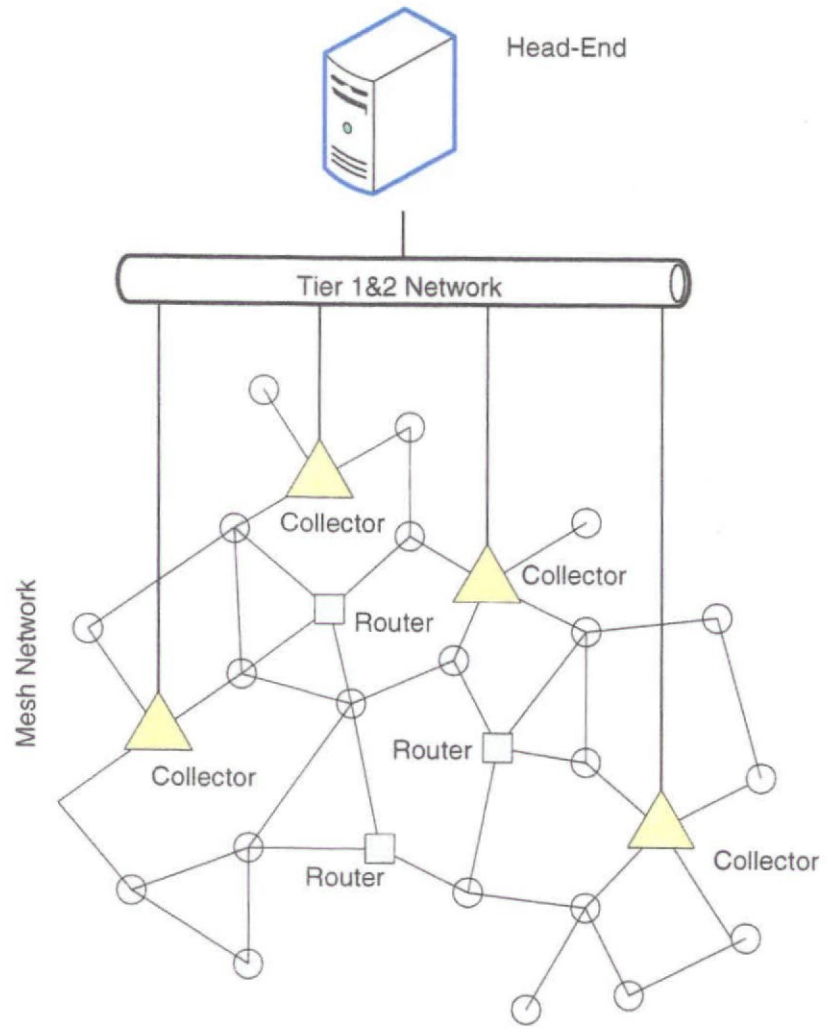 Head-End
Tier 1&2 Network
Collector
Collector
Router
Mesh Network
Router
Collector
Router
Collector